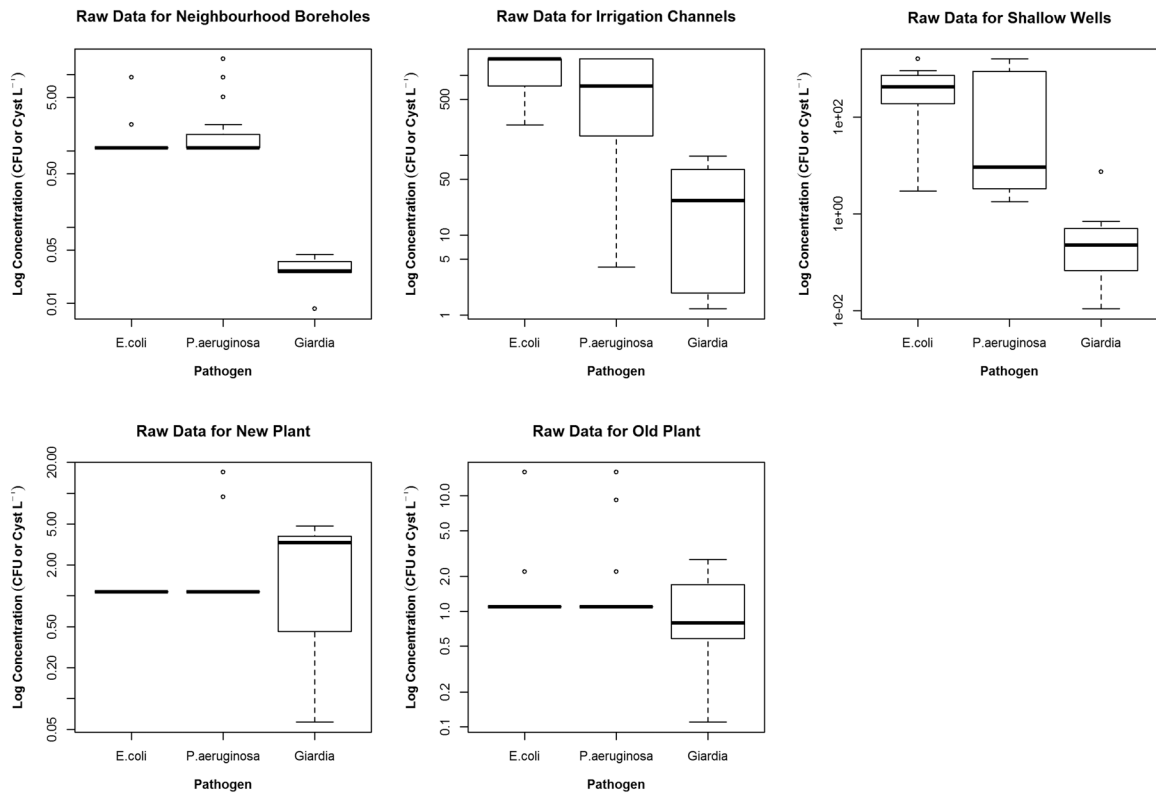 Raw Data for Neighbourhood Boreholes
Log Concentration (CFU or Cyst L⁻¹)
5.00
0.50
0.05
0.01
E.coli P.aeruginosa Giardia
Pathogen
Raw Data for Irrigation Channels
Log Concentration (CFU or Cyst L⁻¹)
500
50
10
5
1
E.coli P.aeruginosa Giardia
Pathogen
Raw Data for Shallow Wells
Log Concentration (CFU or Cyst L⁻¹)
1e+02
1e+00
1e-02
E.coli P.aeruginosa Giardia
Pathogen
Raw Data for New Plant
Log Concentration (CFU or Cyst L⁻¹)
20.00
5.00
2.00
0.50
0.20
0.05
E.coli P.aeruginosa Giardia
Pathogen
Raw Data for Old Plant
Log Concentration (CFU or Cyst L⁻¹)
10.0
5.0
2.0
1.0
0.5
0.2
0.1
E.coli P.aeruginosa Giardia
Pathogen